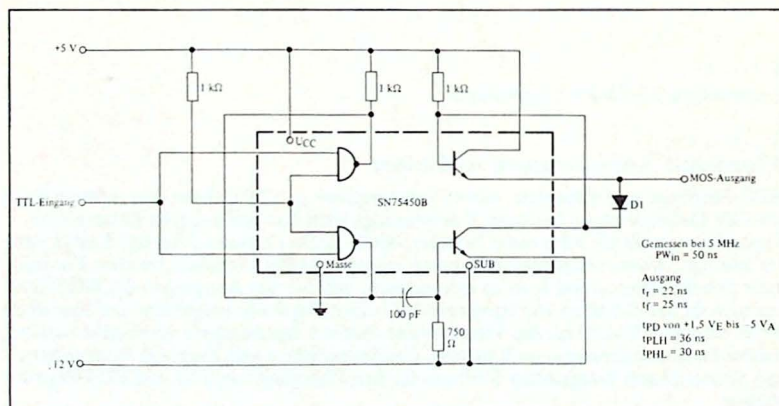 +5 V
1 kΩ
1 kΩ
1 kΩ
UCC
TTL-Eingang
SN75450B
MOS-Ausgang
D1
Masse
SUB
100 pF
750
Ω
-12 V
Gemessen bei 5 MHz
PWin = 50 ns
Ausgang
tr = 22 ns
tf = 25 ns
tPD von +1,5 VE bis -5 VA
tPLH = 36 ns
tPHL = 30 ns